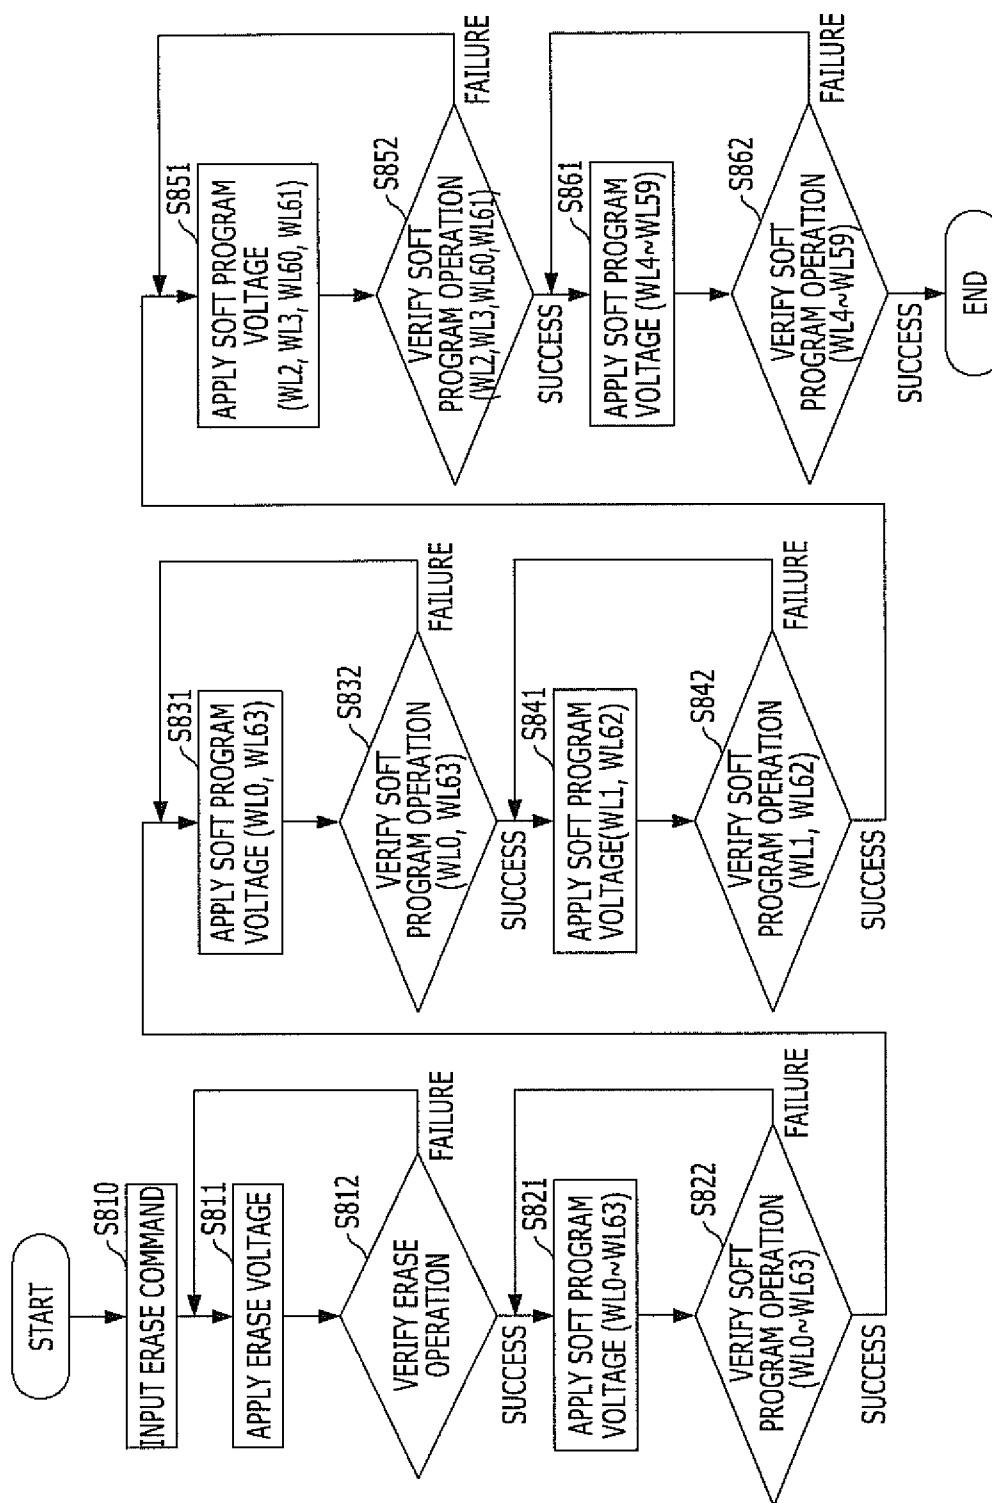 START
S810
INPUT ERASE COMMAND
S811
APPLY ERASE VOLTAGE
S812
VERIFY ERASE
OPERATION
FAILURE
SUCCESS
S821
APPLY SOFT PROGRAM
VOLTAGE (WL0~WL63)
S822
VERIFY SOFT
PROGRAM OPERATION
(WL0~WL63)
FAILURE
SUCCESS
S831
APPLY SOFT PROGRAM
VOLTAGE (WL0, WL63)
S832
VERIFY SOFT
PROGRAM OPERATION
(WL0, WL63)
FAILURE
SUCCESS
S841
APPLY SOFT PROGRAM
VOLTAGE(WL1, WL62)
S842
VERIFY SOFT
PROGRAM OPERATION
(WL1, WL62)
FAILURE
SUCCESS
S851
APPLY SOFT PROGRAM
VOLTAGE
(WL2, WL3, WL60, WL61)
S852
VERIFY SOFT
PROGRAM OPERATION
(WL2,WL3,WL60,WL61)
FAILURE
SUCCESS
S861
APPLY SOFT PROGRAM
VOLTAGE (WL4~WL59)
S862
VERIFY SOFT
PROGRAM OPERATION
(WL4~WL59)
FAILURE
SUCCESS
END